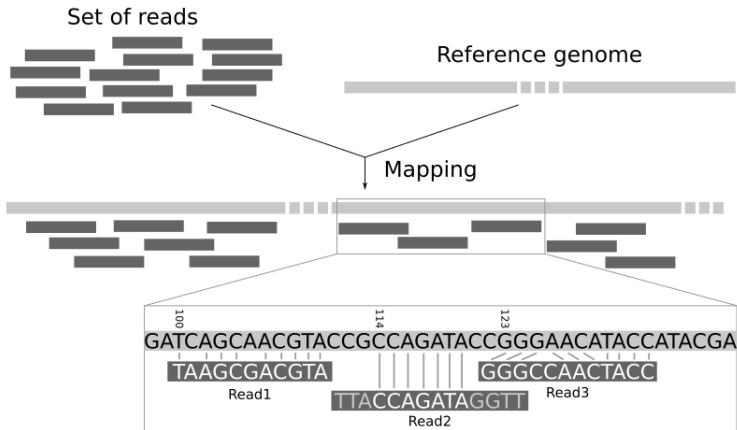 Set of reads
Reference genome
Mapping
100
114
123
GATCAGCAACGTACCGCCAGATACCGGGAACATACCATACGA
TAAGCGACGTA
GGGCCAACTACC
Read1
Read3
TTACCAGATAGGTT
Read2